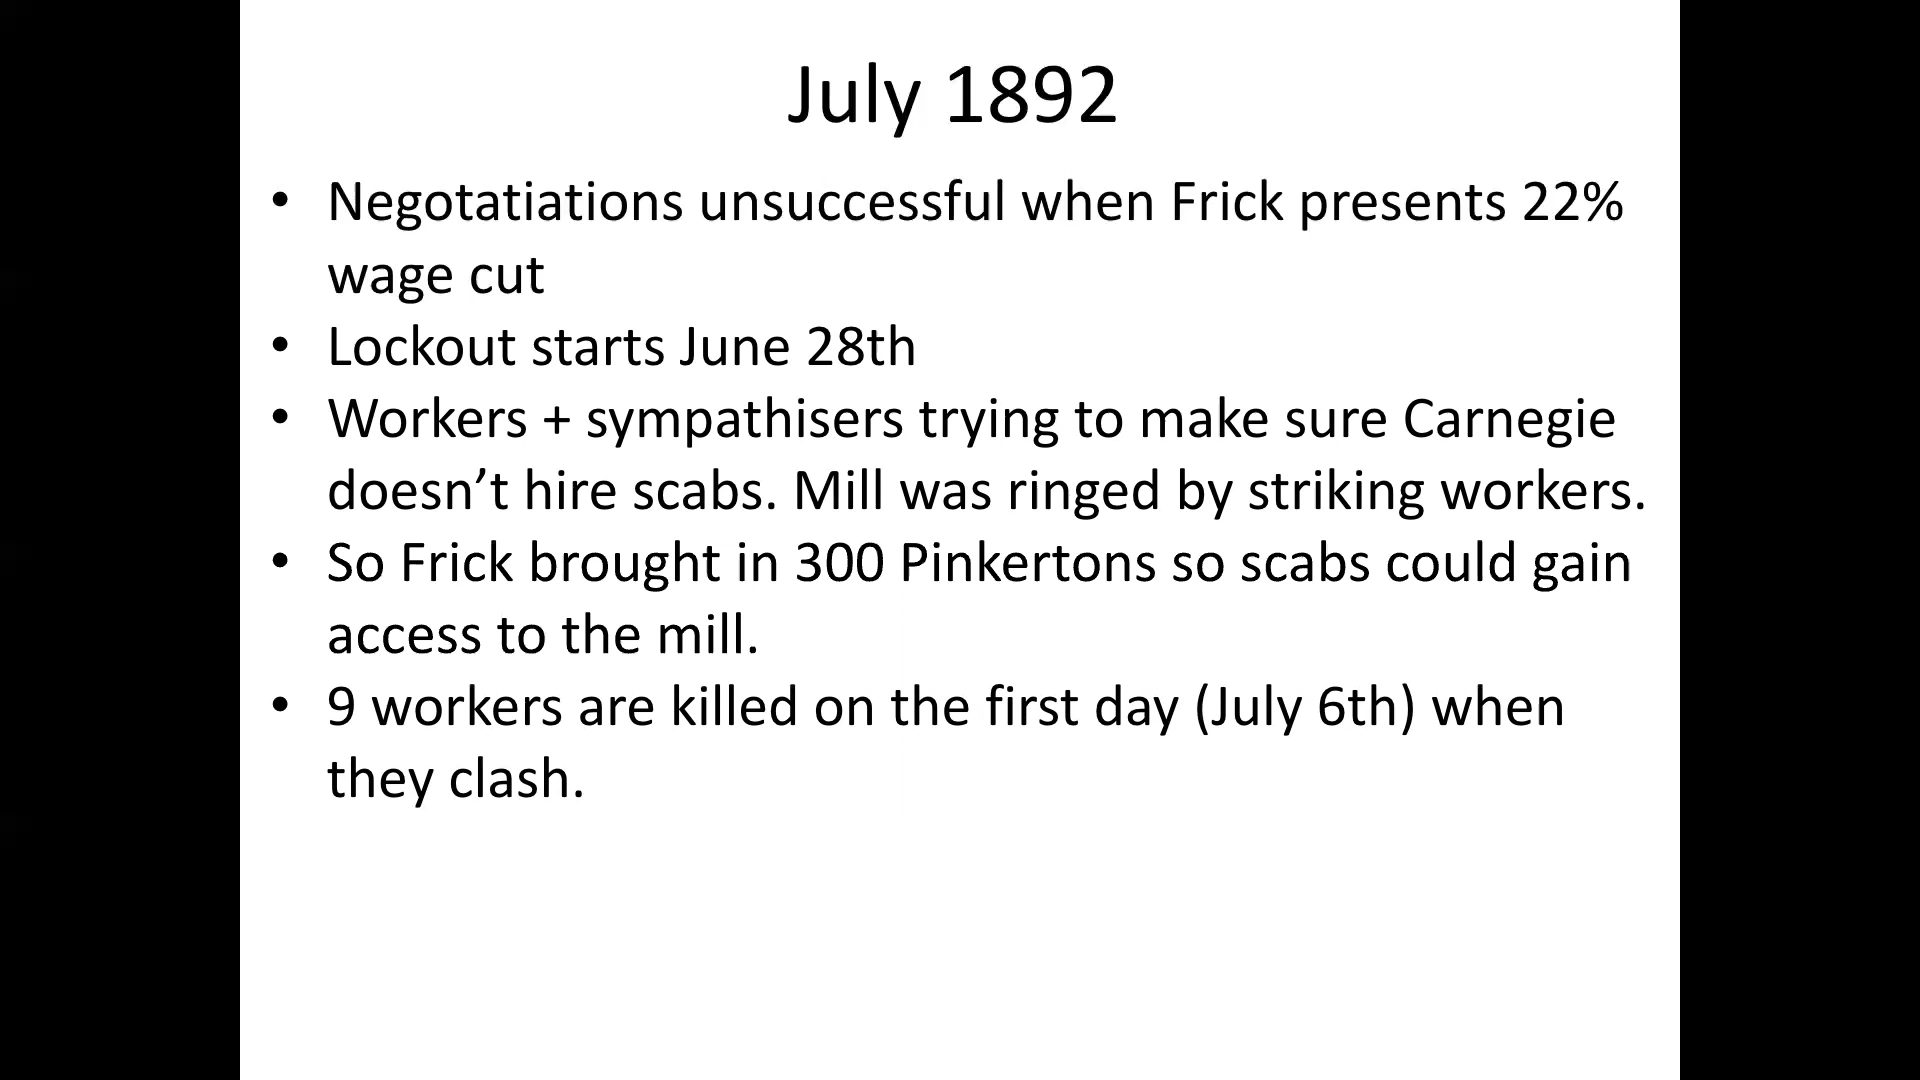 July 1892
• Negotatiations unsuccessful when Frick presents 22%
wage cut
• Lockout starts June 28th
• Workers + sympathisers trying to make sure Carnegie
doesn’t hire scabs. Mill was ringed by striking workers.
• So Frick brought in 300 Pinkertons so scabs could gain
access to the mill.
• 9 workers are killed on the first day (July 6th) when
they clash.